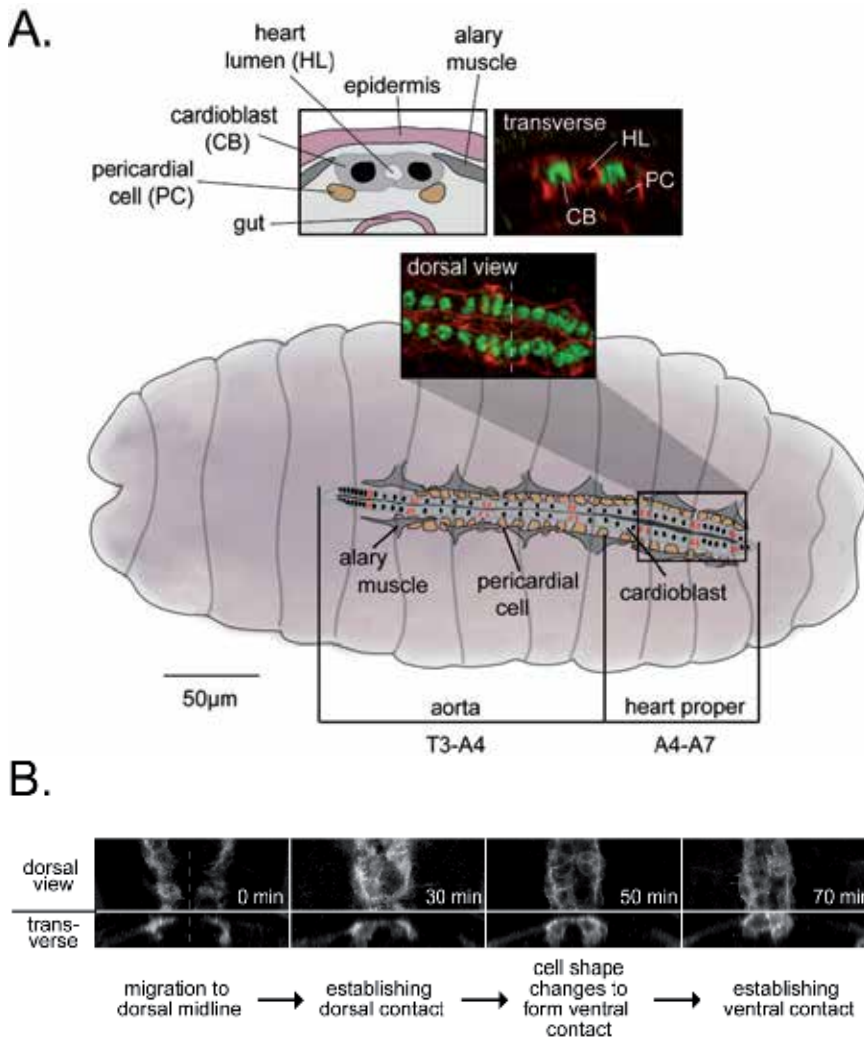 A.
heart
lumen (HL)
alary
muscle
epidermis
cardioblast
(CB)
pericardial
cell (PC)
gut
transverse
HL
PC
CB
dorsal view
alary
muscle
pericardial
cell
cardioblast
50µm
aorta
heart proper
T3-A4
A4-A7
B.
dorsal
view
0 min
30 min
50 min
70 min
trans-
verse
migration to
dorsal midline
establishing
dorsal contact
cell shape
changes to
form ventral
contact
establishing
ventral contact